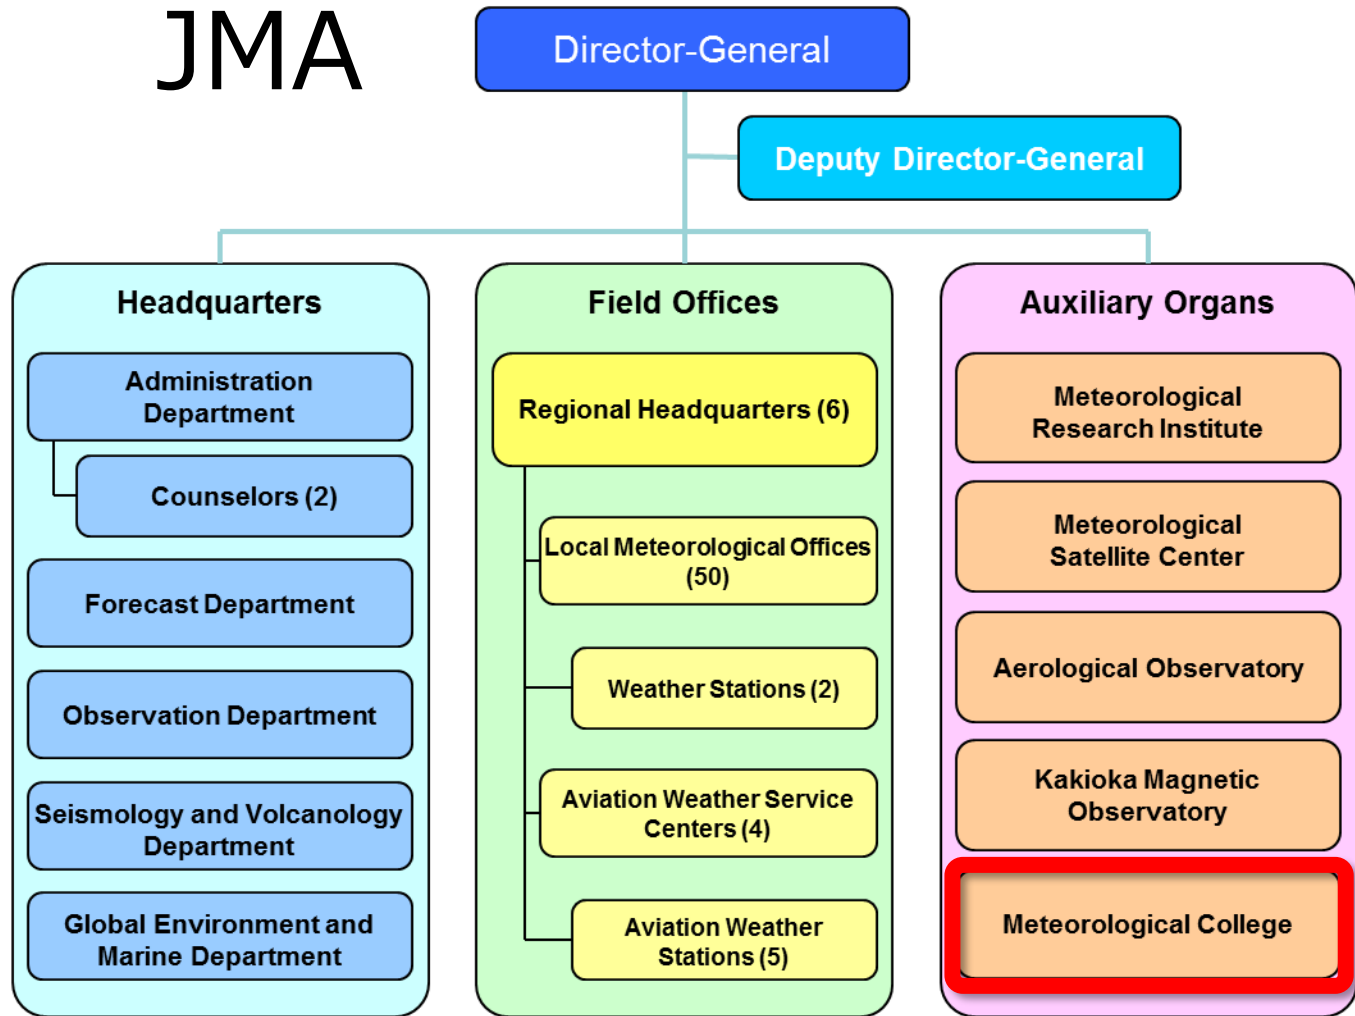 JMA
Director-General
Deputy Director-General
Headquarters
Administration
Department
Counselors (2)
Forecast Department
Observation Department
Seismology and Volcanology
Department
Global Environment and
Marine Department
Field Offices
Regional Headquarters (6)
Local Meteorological Offices
(50)
Weather Stations (2)
Aviation Weather Service
Centers (4)
Aviation Weather
Stations (5)
Auxiliary Organs
Meteorological
Research Institute
Meteorological
Satellite Center
Aerological Observatory
Kakioka Magnetic
Observatory
Meteorological College